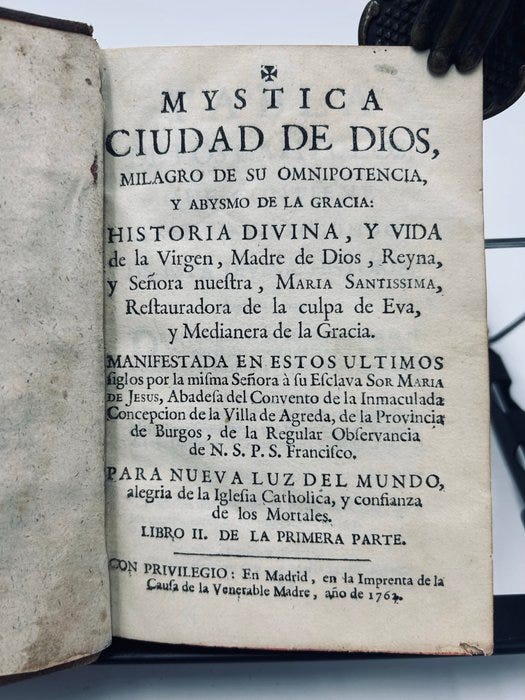 ✠
MYSTICA
CIUDAD DE DIOS,
MILAGRO DE SU OMNIPOTENCIA,
Y ABYSMO DE LA GRACIA:
HISTORIA DIVINA, Y VIDA
de la Virgen, Madre de Dios, Reyna,
y Señora nueſtra, MARIA SANTISSIMA,
Reſtauradora de la culpa de Eva,
y Medianera de la Gracia.
MANIFESTADA EN ESTOS ULTIMOS
ſiglos por la miſma Señora à ſu Eſclava SOR MARIA
DE JESUS, Abadeſa del Convento de la Inmaculada
Concepcion de la Villa de Agreda, de la Provincia
de Burgos, de la Regular Obſervancia
de N. S. P. S. Franciſco.
PARA NUEVA LUZ DEL MUNDO,
alegria de la Igleſia Catholica, y confianza
de los Mortales.
LIBRO II. DE LA PRIMERA PARTE.
CON PRIVILEGIO: En Madrid, en la Imprenta de la
Cauſa de la Venerable Madre, año de 1762.